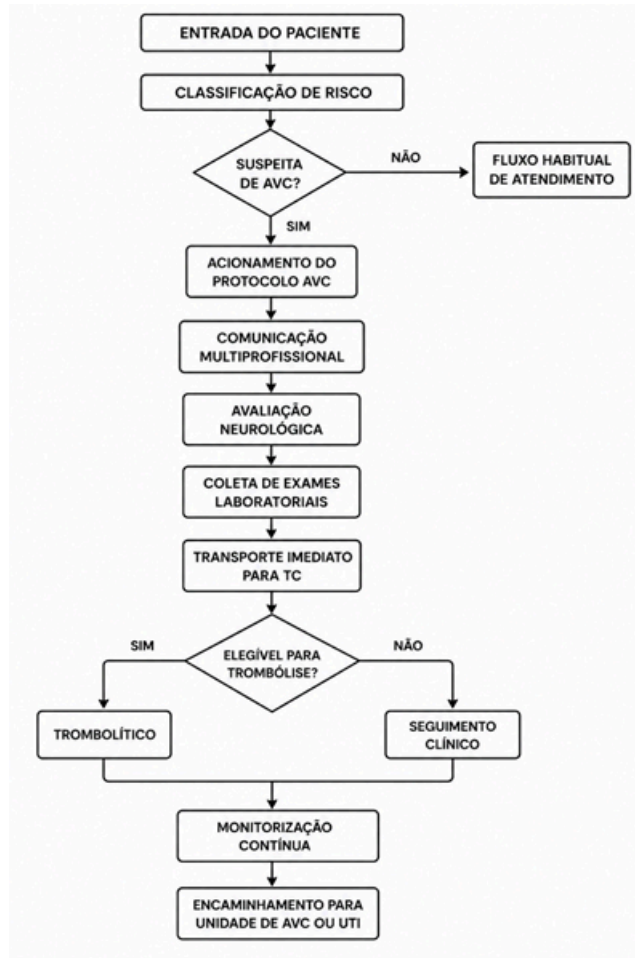 ENTRADA DO PACIENTE
CLASSIFICAÇÃO DE RISCO
SUSPEITA
DE AVC?
NÃO
FLUXO HABITUAL
DE ATENDIMENTO
SIM
ACIONAMENTO DO
PROTOCOLO AVC
COMUNICAÇÃO
MULTIPROFISSIONAL
AVALIAÇÃO
NEUROLÓGICA
COLETA DE EXAMES
LABORATORIAIS
TRANSPORTE IMEDIATO
PARA TC
SIM
ELEGÍVEL PARA
TROMBÓLISE?
NÃO
TROMBOLÍTICO
SEGUIMENTO
CLÍNICO
MONITORIZAÇÃO
CONTÍNUA
ENCAMINHAMENTO PARA
UNIDADE DE AVC OU UTI